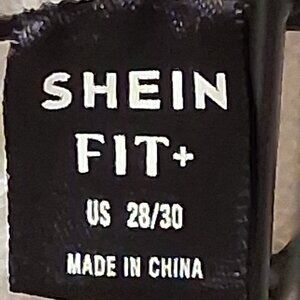 SHEIN
FIT+
US 28/30
MADE IN CHINA